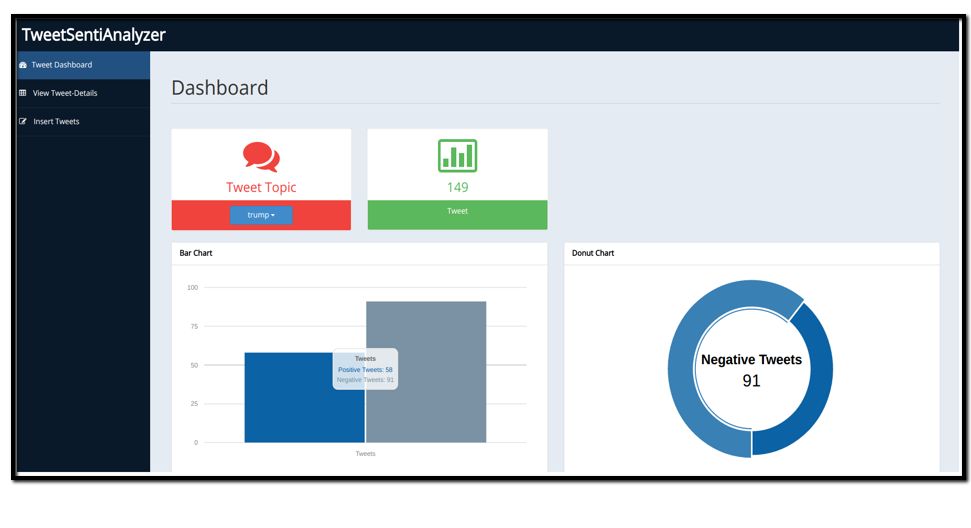 TweetSentiAnalyzer
Tweet Dashboard
View Tweet-Details
Insert Tweets
Dashboard
Tweet Topic
trump
149
Tweet
Bar Chart
100
75
50
25
0
Tweets
Positive Tweets: 58
Negative Tweets: 91
Tweets
Donut Chart
Negative Tweets
91